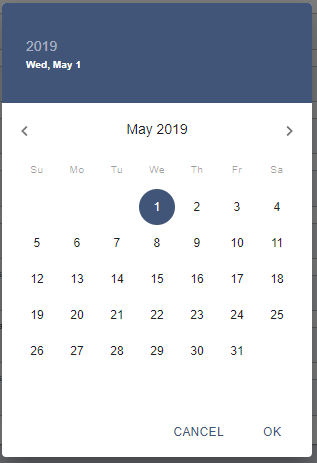 2019
Wed, May 1
May 2019
Su Mo Tu We Th Fr Sa
1 2 3 4
5 6 7 8 9 10 11
12 13 14 15 16 17 18
19 20 21 22 23 24 25
26 27 28 29 30 31
CANCEL OK